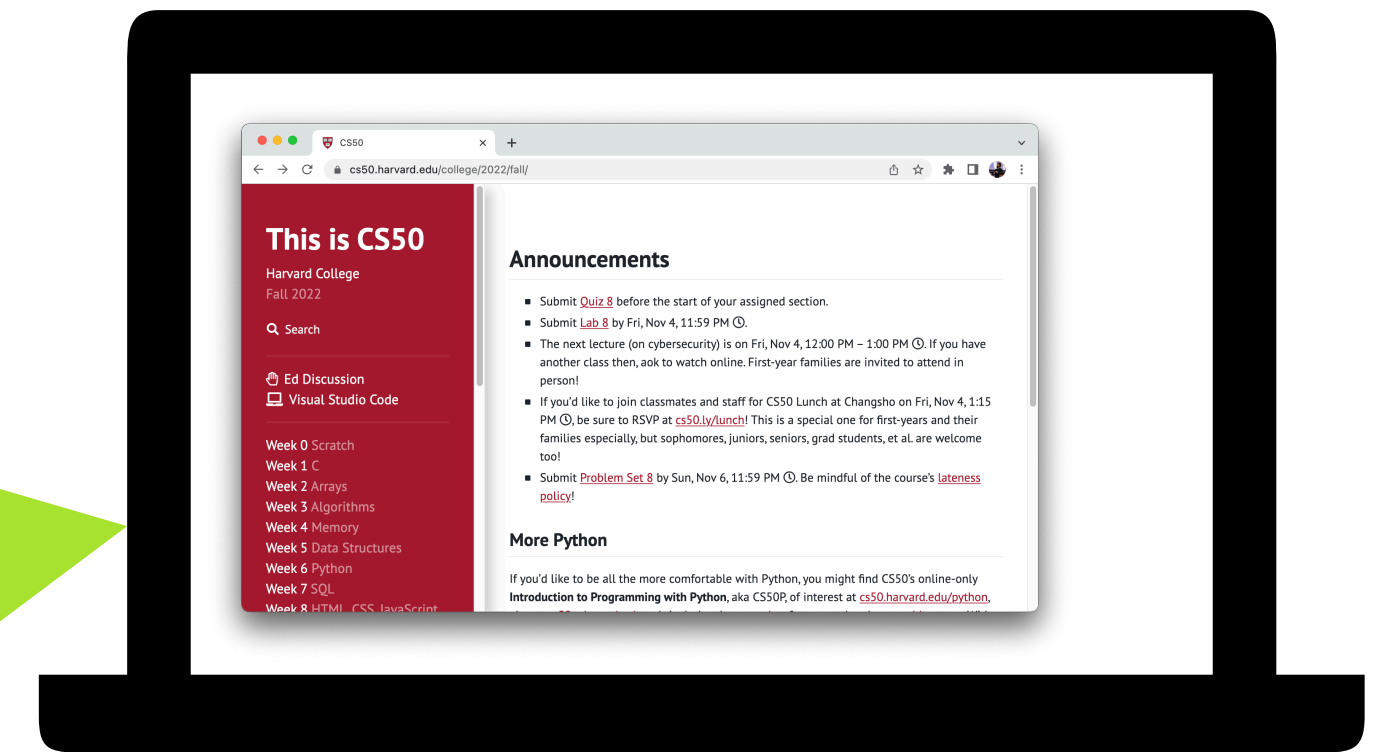 CS50
cs50.harvard.edu/college/2022/fall/
This is CS50
Harvard College
Fall 2022
Search
Ed Discussion
Visual Studio Code
Week 0 Scratch
Week 1 C
Week 2 Arrays
Week 3 Algorithms
Week 4 Memory
Week 5 Data Structures
Week 6 Python
Week 7 SQL
Week 8 HTML, CSS, JavaScript
Announcements
Submit Quiz 8 before the start of your assigned section.
Submit Lab 8 by Fri, Nov 4, 11:59 PM.
The next lecture (on cybersecurity) is on Fri, Nov 4, 12:00 PM – 1:00 PM. If you have
another class then, aok to watch online. First-year families are invited to attend in
person!
If you'd like to join classmates and staff for CS50 Lunch at Changsho on Fri, Nov 4, 1:15
PM, be sure to RSVP at cs50.ly/lunch! This is a special one for first-years and their
families especially, but sophomores, juniors, seniors, grad students, et al. are welcome
too!
Submit Problem Set 8 by Sun, Nov 6, 11:59 PM. Be mindful of the course's lateness
policy!
More Python
If you'd like to be all the more comfortable with Python, you might find CS50's online-only
Introduction to Programming with Python, aka CS50P, of interest at cs50.harvard.edu/python,